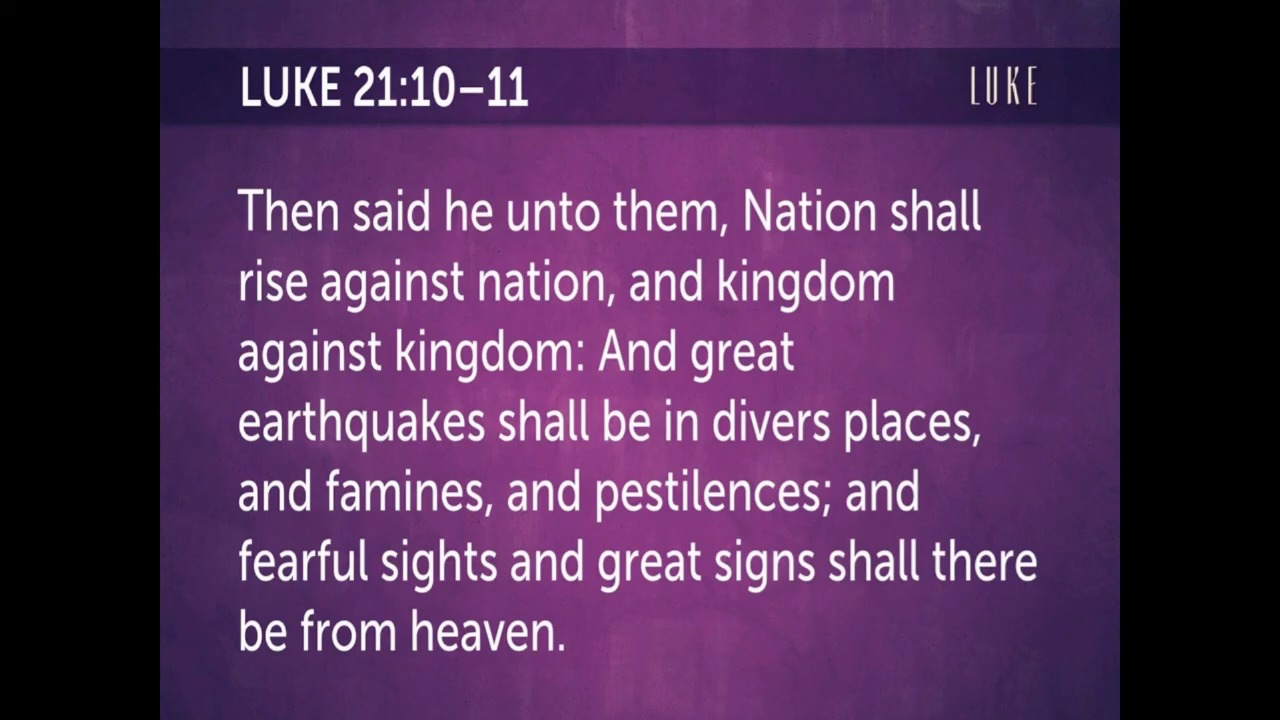 LUKE 21:10–11
LUKE
Then said he unto them, Nation shall
rise against nation, and kingdom
against kingdom: And great
earthquakes shall be in divers places,
and famines, and pestilences; and
fearful sights and great signs shall there
be from heaven.